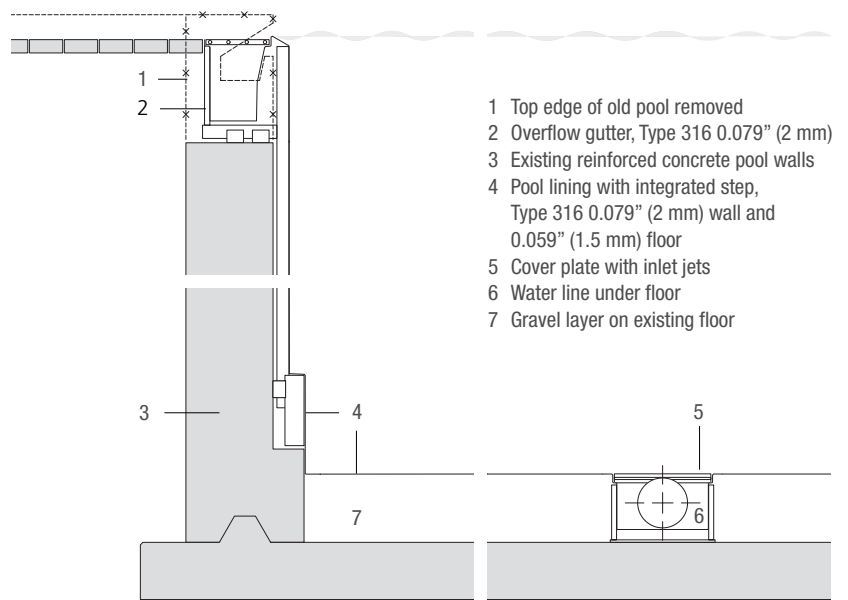 1 Top edge of old pool removed
2 Overflow gutter, Type 316 0.079” (2 mm)
3 Existing reinforced concrete pool walls
4 Pool lining with integrated step,
Type 316 0.079” (2 mm) wall and
0.059” (1.5 mm) floor
5 Cover plate with inlet jets
6 Water line under floor
7 Gravel layer on existing floor
1
2
3
4
5
6
7